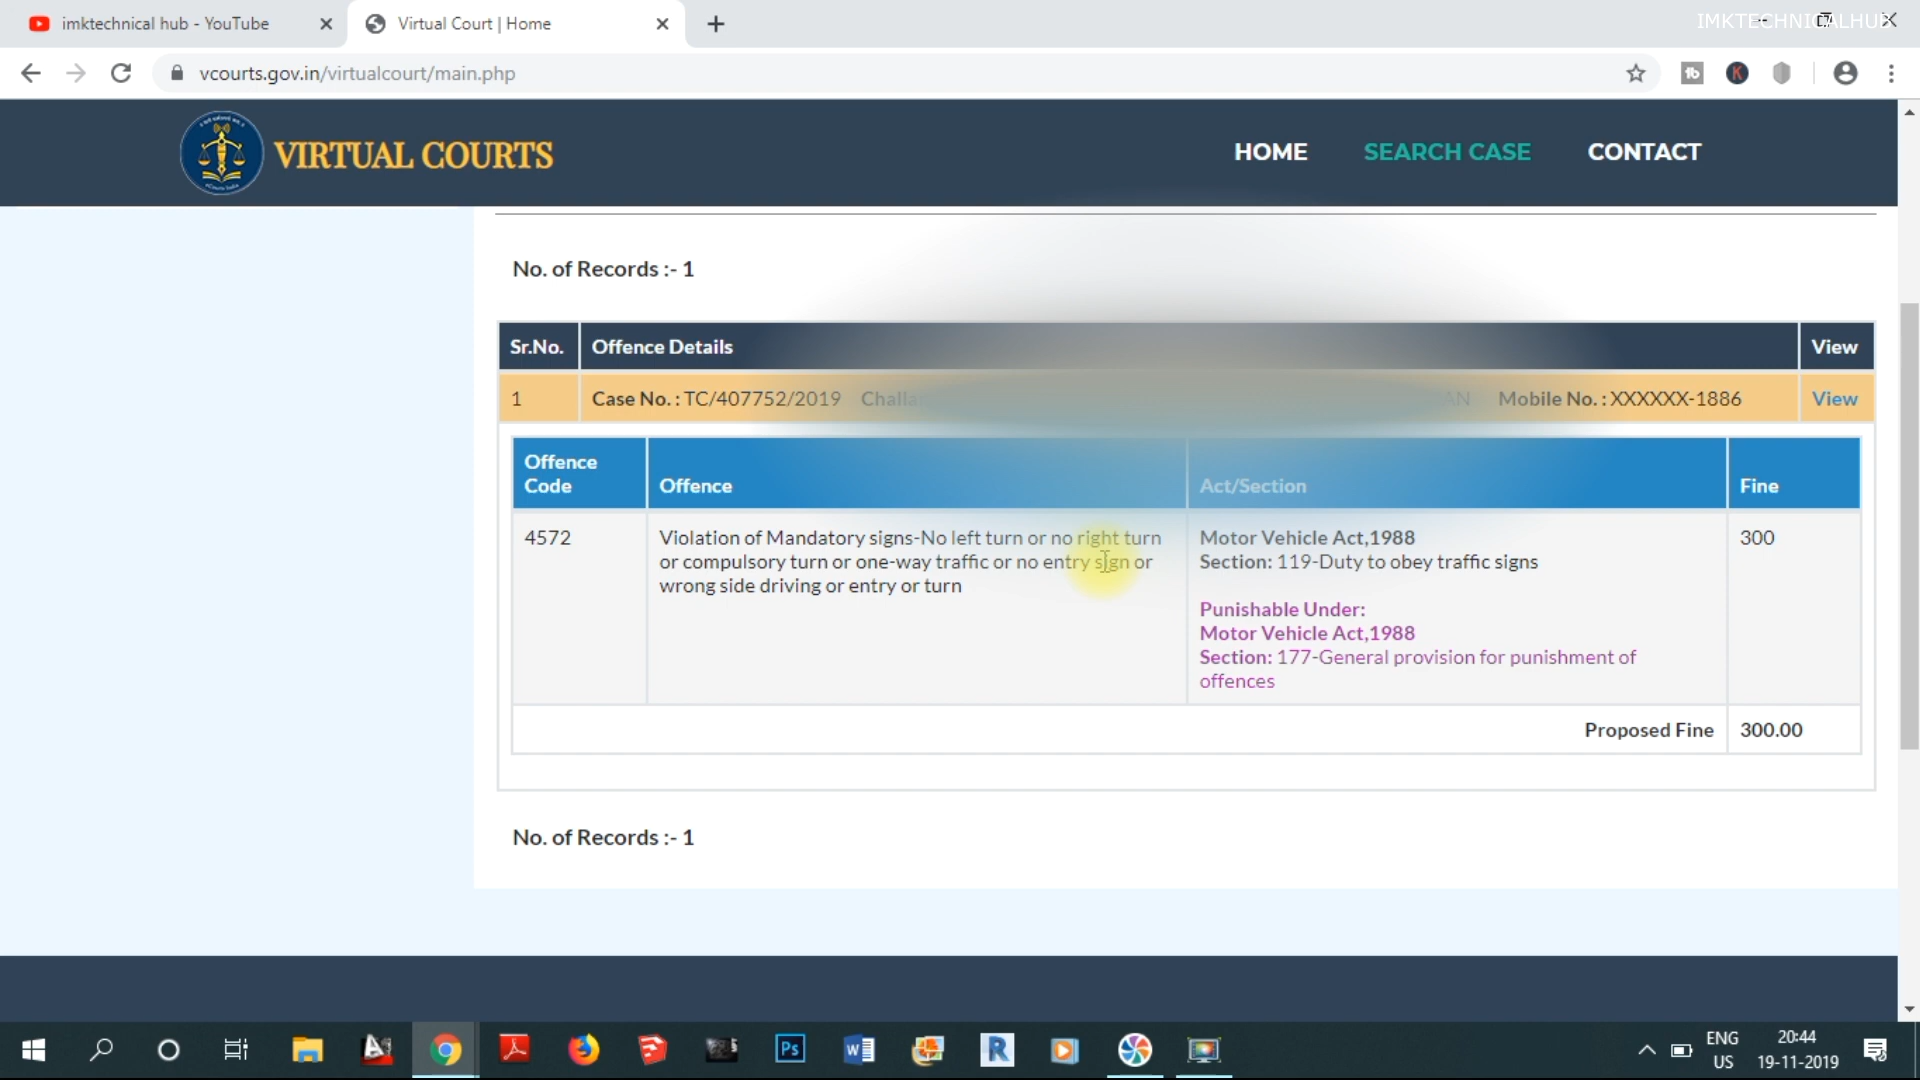 imktechnical hub - YouTube
Virtual Court | Home
IMKTECHNICALHUB
vcourts.gov.in/virtualcourt/main.php
VIRTUAL COURTS
HOME
SEARCH CASE
CONTACT
No. of Records :- 1
Sr.No.
Offence Details
View
1
Case No. : TC/407752/2019
Mobile No. : XXXXXX-1886
View
Offence
Code
Offence
Act/Section
Fine
4572
Violation of Mandatory signs-No left turn or no right turn
or compulsory turn or one-way traffic or no entry sign or
wrong side driving or entry or turn
Motor Vehicle Act,1988
Section: 119-Duty to obey traffic signs
Punishable Under:
Motor Vehicle Act,1988
Section: 177-General provision for punishment of
offences
300
Proposed Fine
300.00
No. of Records :- 1
ENG
US
20:44
19-11-2019